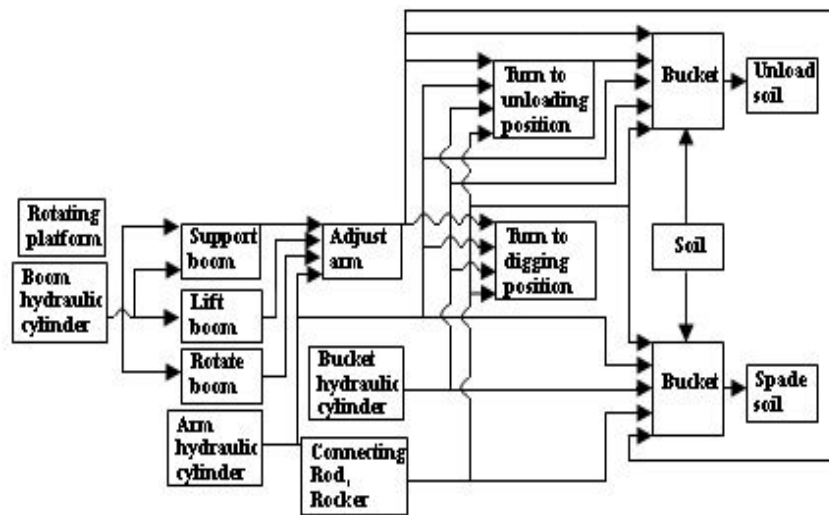 Bucket
Unload
soil
Turn to
unloading
position
Rotating
platform
Support
boom
Adjust
arm
Turn to
digging
position
Soil
Boom
hydraulic
cylinder
Lift
boom
Rotate
boom
Bucket
hydraulic
cylinder
Bucket
Spade
soil
Arm
hydraulic
cylinder
Connecting
Rod,
Rocker